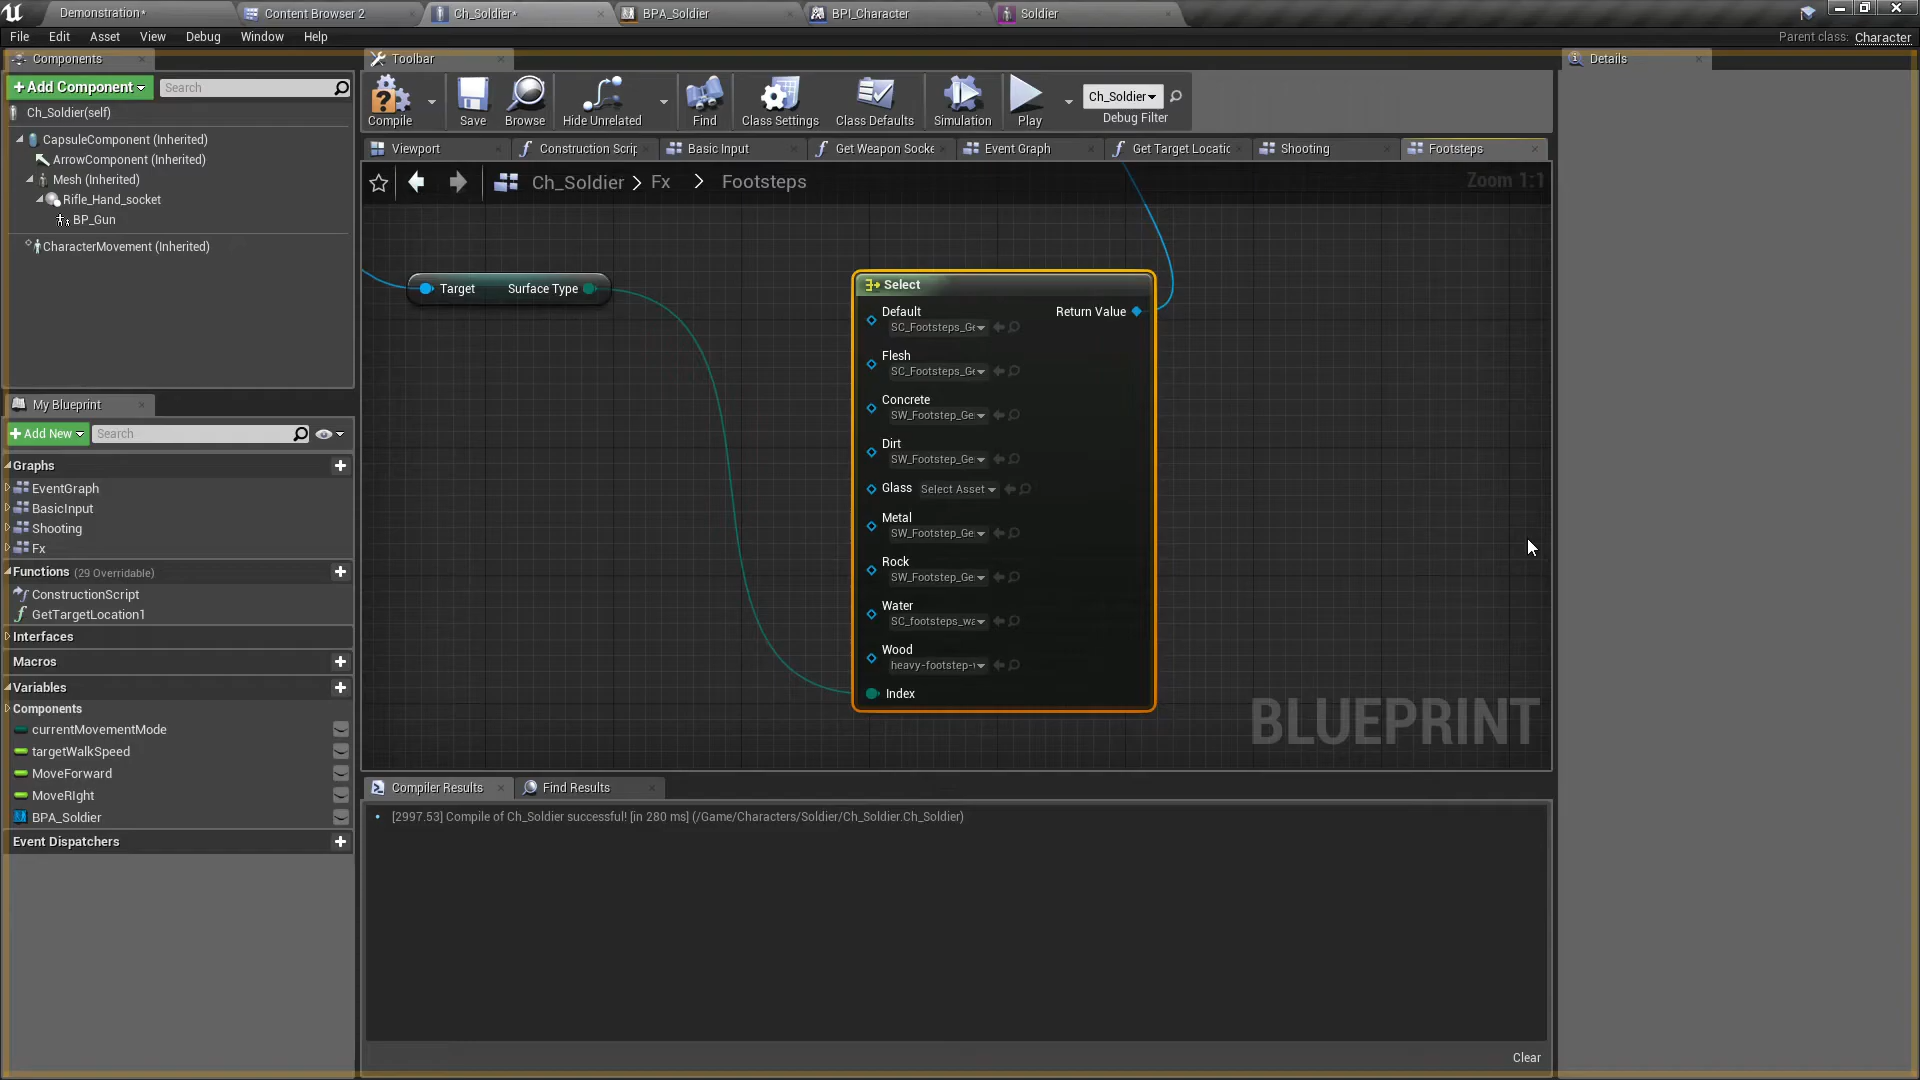 Demonstration*
Content Browser 2
Ch_Soldier*
BPA_Soldier
BPI_Character
Soldier
File Edit Asset View Debug Window Help
Parent class: Character
Components
Toolbar
Details
+ Add Component
Search
Ch_Soldier(self)
CapsuleComponent (Inherited)
ArrowComponent (Inherited)
Mesh (Inherited)
Rifle_Hand_socket
BP_Gun
CharacterMovement (Inherited)
Compile
Save
Browse
Hide Unrelated
Find
Class Settings
Class Defaults
Simulation
Play
Ch_Soldier
Debug Filter
Viewport
Construction Scrip
Basic Input
Get Weapon Socke
Event Graph
Get Target Locatio
Shooting
Footsteps
Ch_Soldier > Fx > Footsteps
Zoom 1:1
Target
Surface Type
Select
Default
SC_Footsteps_Ge
Return Value
Flesh
SC_Footsteps_Ge
Concrete
SW_Footstep_Ge
Dirt
SW_Footstep_Ge
Glass
Select Asset
Metal
SW_Footstep_Ge
Rock
SW_Footstep_Ge
Water
SC_footsteps_wa
Wood
heavy-footstep-
Index
BLUEPRINT
My Blueprint
+ Add New
Search
Graphs
EventGraph
BasicInput
Shooting
Fx
Functions (29 Overridable)
ConstructionScript
GetTargetLocation1
Interfaces
Macros
Variables
Components
currentMovementMode
targetWalkSpeed
MoveForward
MoveRIght
BPA_Soldier
Event Dispatchers
Compiler Results
Find Results
[2997.53] Compile of Ch_Soldier successful! [in 280 ms] (/Game/Characters/Soldier/Ch_Soldier.Ch_Soldier)
Clear